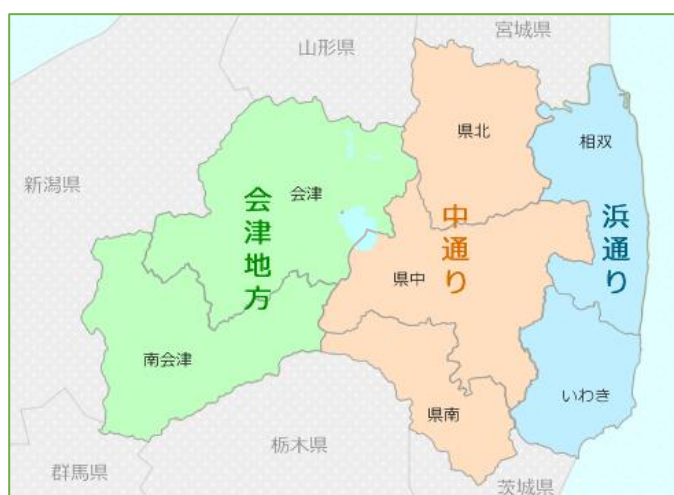 宮城県
山形県
県北
相双
新潟県
会津
会津地方
中通り
浜通り
県中
南会津
いわき
県南
栃木県
群馬県
茨城県